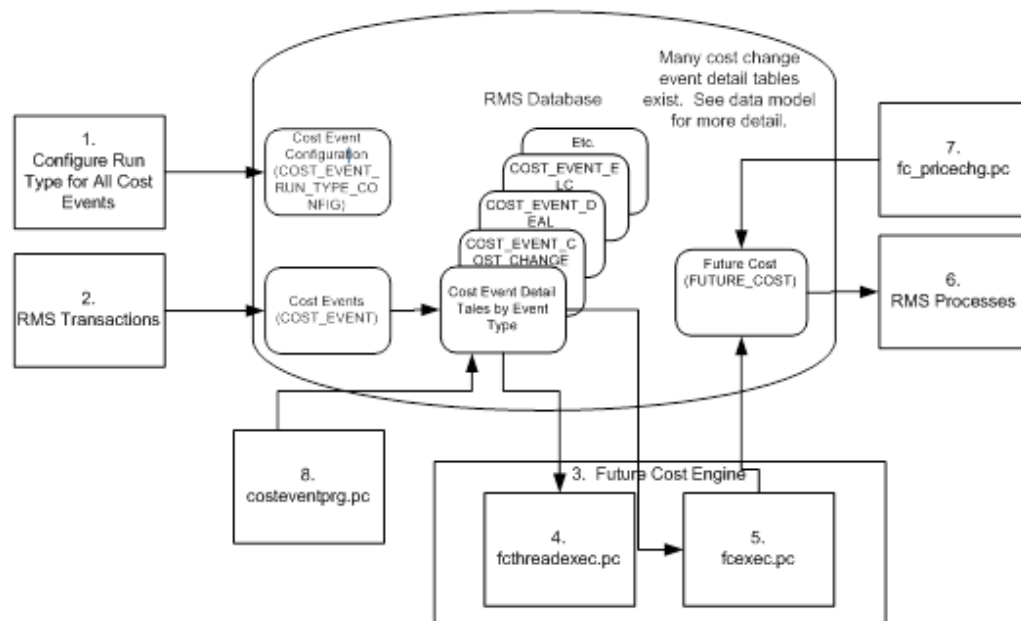 Many cost change
event detail tables
exist. See data model
for more detail.
RMS Database
1.
Configure Run
Type for All Cost
Events
Cost Event
Configuration
(COST_EVENT_
RUN_TYPE_CO
NFIG)
Etc.
COST_EVENT_E
LC
COST_EVENT_D
EAL
COST_EVENT_C
OST_CHANGE
7.
fc_pricechg.pc
2.
RMS Transactions
Cost Events
(COST_EVENT)
Cost Event Detail
Tales by Event
Type
Future Cost
(FUTURE_COST)
6.
RMS Processes
8.
costeventprg.pc
3. Future Cost Engine
4.
fcthreadexec.pc
5.
fcexec.pc